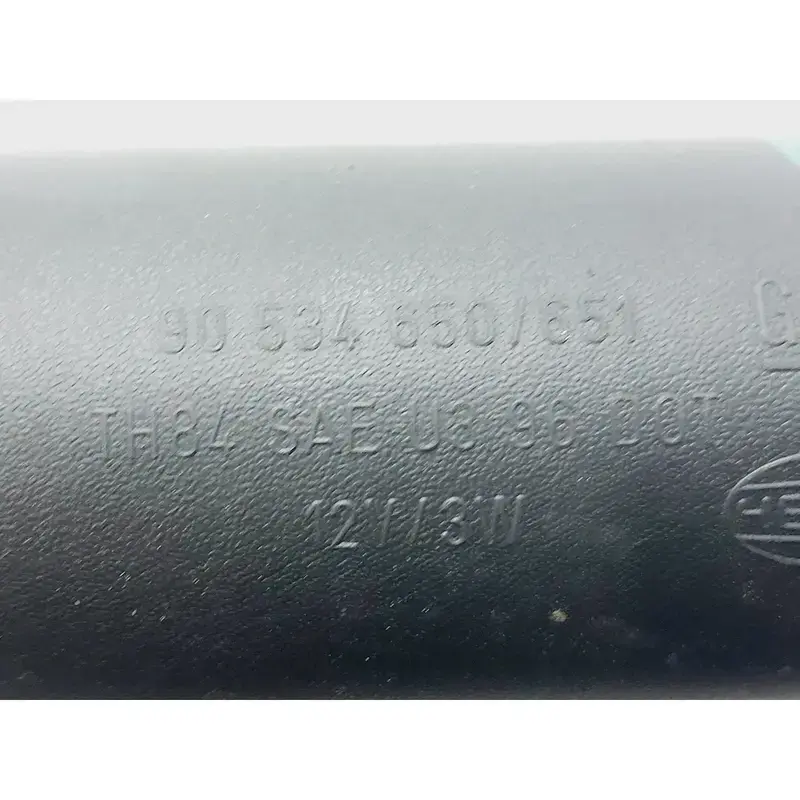 90 534 650/651
TH84 SAE U3 96 DOT
12V/3W